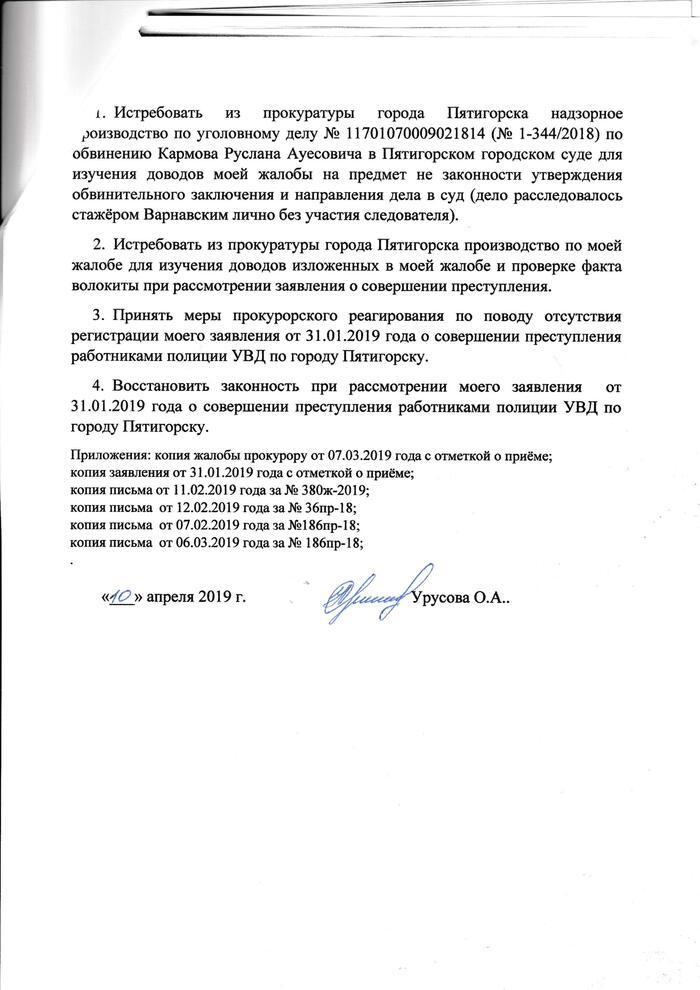 1. Истребовать из прокуратуры города Пятигорска надзорное
роизводство по уголовному делу № 11701070009021814 (№ 1-344/2018) по
обвинению Кармова Руслана Ауесовича в Пятигорском городском суде для
изучения доводов моей жалобы на предмет не законности утверждения
обвинительного заключения и направления дела в суд (дело расследовалось
стажёром Варнавским лично без участия следователя).
2. Истребовать из прокуратуры города Пятигорска производство по моей
жалобе для изучения доводов изложенных в моей жалобе и проверке факта
волокиты при рассмотрении заявления о совершении преступления.
3. Принять меры прокурорского реагирования по поводу отсутствия
регистрации моего заявления от 31.01.2019 года о совершении преступления
работниками полиции УВД по городу Пятигорску.
4. Восстановить законность при рассмотрении моего заявления от
31.01.2019 года о совершении преступления работниками полиции УВД по
городу Пятигорску.
Приложения: копия жалобы прокурору от 07.03.2019 года с отметкой о приёме;
копия заявления от 31.01.2019 года с отметкой о приёме;
копия письма от 11.02.2019 года за № 380ж-2019;
копия письма от 12.02.2019 года за № 36пр-18;
копия письма от 07.02.2019 года за №186пр-18;
копия письма от 06.03.2019 года за № 186пр-18;
.
«10» апреля 2019 г. Урусова О.А..